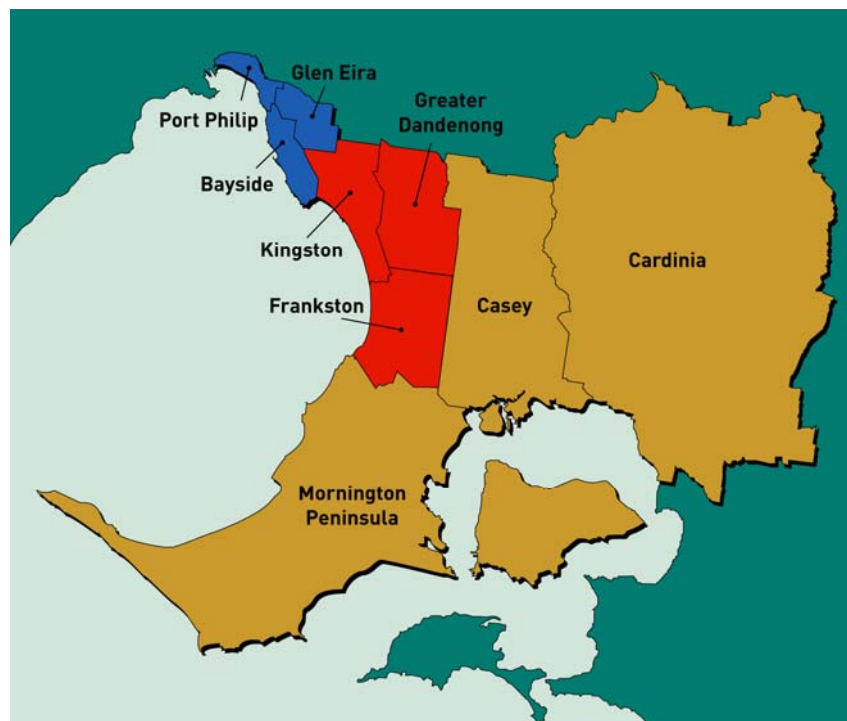 Glen Eira
Port Philip
Greater
Dandenong
Bayside
Kingston
Cardinia
Frankston
Casey
Mornington
Peninsula